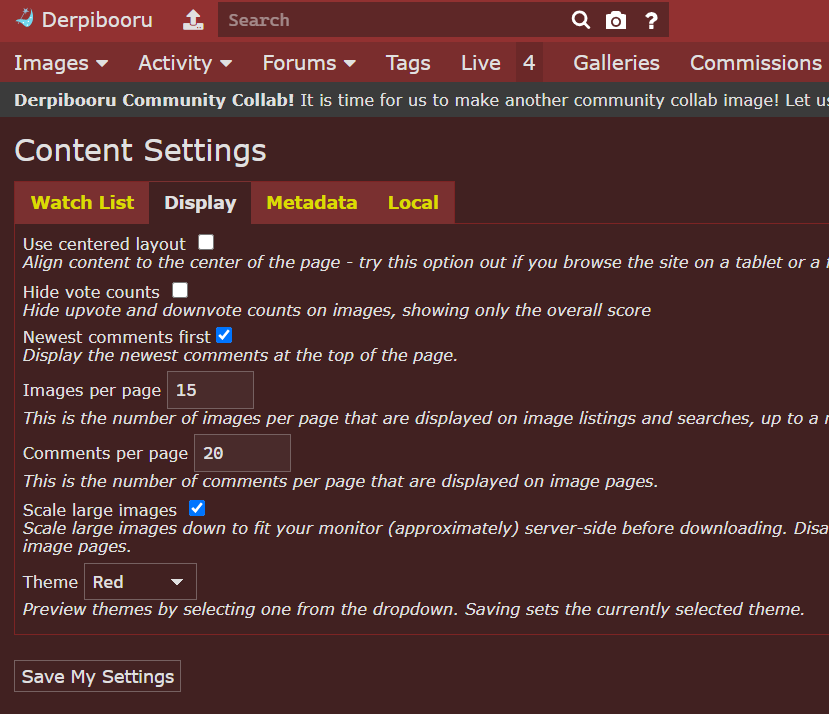 Derpibooru Search ?
Images Activity Forums Tags Live 4 Galleries Commissions
Derpibooru Community Collab! It is time for us to make another community collab image! Let
Content Settings
Watch List Display Metadata Local
Use centered layout
Align content to the center of the page - try this option out if you browse the site on a tablet or a
Hide vote counts
Hide upvote and downvote counts on images, showing only the overall score
Newest comments first
Display the newest comments at the top of the page.
Images per page 15
This is the number of images per page that are displayed on image listings and searches, up to a
Comments per page 20
This is the number of comments per page that are displayed on image pages.
Scale large images
Scale large images down to fit your monitor (approximately) server-side before downloading.
image pages.
Theme Red
Preview themes by selecting one from the dropdown. Saving sets the currently selected theme.
Save My Settings